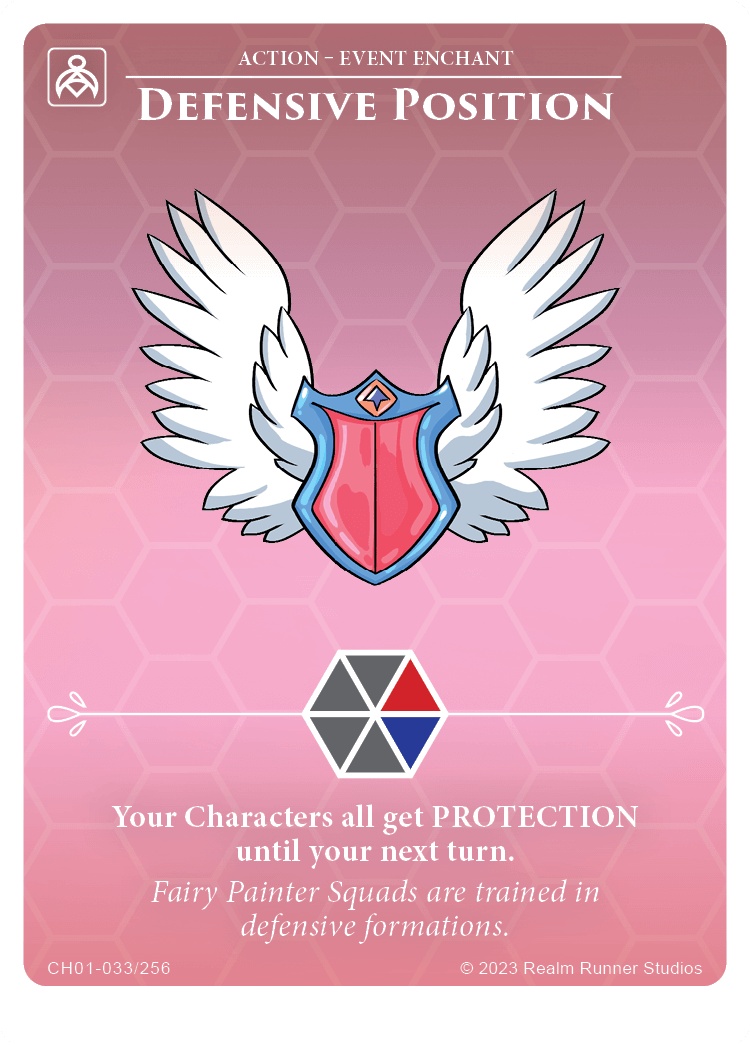 ACTION – EVENT ENCHANT
DEFENSIVE POSITION
Your Characters all get PROTECTION
until your next turn.
Fairy Painter Squads are trained in
defensive formations.
CH01-033/256
© 2023 Realm Runner Studios